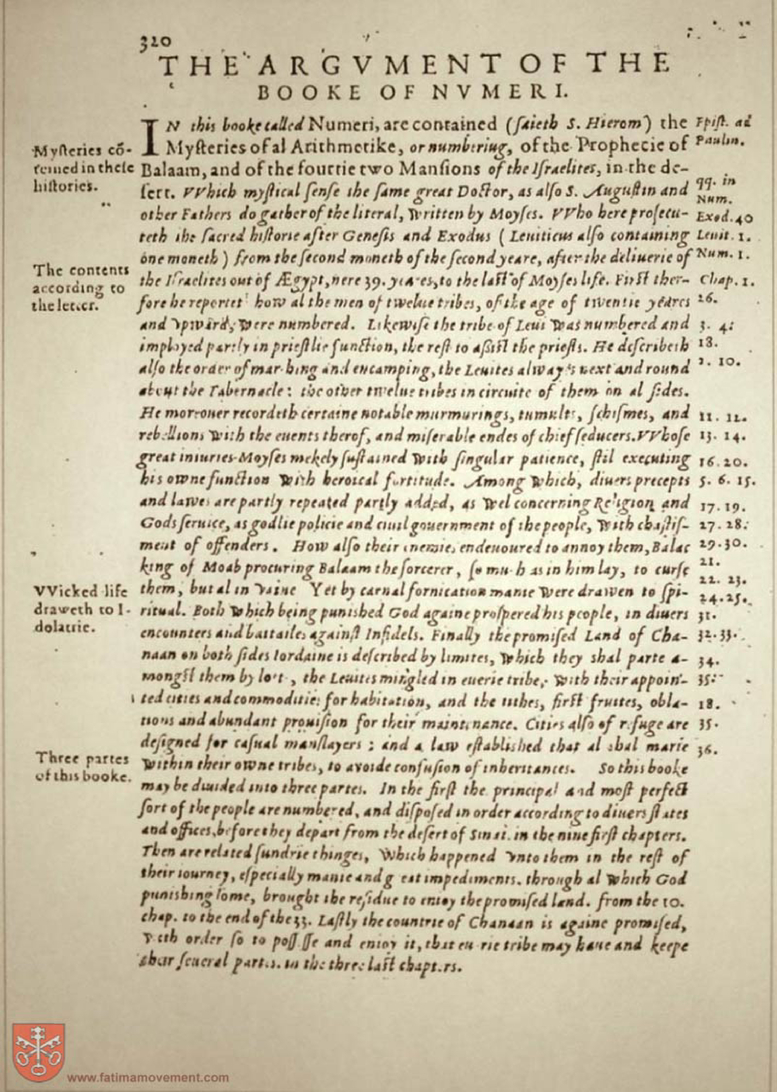 320
THE ARGVMENT OF THE
BOOKE OF NVMERI.
IN this booke called Numeri, are contained (saieth S. Hierom) the
Mysteries of al Arithmetike, or numbering, of the Prophecie of
Balaam, and of the fourtie two Mansions of the Israelites, in the de-
sert. VVhich mystical sense the same great Doctor, as also S. Augustin and
other Fathers do gather of the literal, written by Moyses. VVho here prosecu-
teth the sacred historie after Genesis and Exodus (Leuiticus also containing
one moneth) from the second moneth of the second yeare, after the deliuerie of
the Israelites out of Ægypt, nere 39. yeares, to the last of Moyses life. First ther-
fore he reportet how al the men of twelue tribes, of the age of twentie yeares
and vpward, were numbered. Likewise the tribe of Leui was numbered and
imployed partly in priestlie function, the rest to assist the priests. He describeth
also the order of marching and encamping, the Leuites alwayes next and round
about the Tabernacle: the other twelue tribes in circuite of them on al sides.
He moreouer recordeth certaine notable murmurings, tumults, schismes, and
rebellions with the euents therof, and miserable endes of chief seducers. VVhose
great iniuries Moyses mekely sustained with singular patience, stil executing
his owne function with heroical fortitude. Among which, diuers precepts
and lawes are partly repeated partly added, as wel concerning Religion and
Gods seruice, as godlie policie and ciuil gouernment of the people, with chastis-
ment of offenders. How also their enemies endeuoured to annoy them, Balac
king of Moab procuring Balaam the sorcerer, so much as in him lay, to curse
them, but al in vaine Yet by carnal fornication manie were drawen to spi-
ritual. Both which being punished God againe prospered his people, in diuers
encounters and battailes against Infidels. Finally the promised Land of Cha-
naan on both sides Iordaine is described by limites, which they shal parte a-
mongst them by lot, the Leuites mingled in euerie tribe, with their appoin-
ted cities and commodities for habitation, and the tithes, first fruites, obla-
tions and abundant prouision for their maintenance. Cities also of refuge are
designed for casual manslayers; and a law established that al shal marie
within their owne tribes, to avoide confusion of inheritances. So this booke
may be diuided into three partes. In the first the principal and most perfect
sort of the people are numbered, and disposed in order according to diuers states
and offices, before they depart from the desert of Sinai. in the nine first chapters.
Then are related sundrie thinges, which happened vnto them in the rest of
their iourney, especially manie and great impediments. through al which God
punishing some, brought the residue to enioy the promised land. from the 10.
chap. to the end of the 33. Lastly the countrie of Chanaan is againe promised,
with order so to possesse and enioy it, that euerie tribe may haue and keepe
their seueral partes. in the three last chapters.
Mysteries cõ-
teined in these
histories.
The contents
according to
the letter.
VVicked life
draweth to I-
dolatrie.
Three partes
of this booke.
Epist. ad
Paulin.
qq. in
Num.
Exod. 40
Leuit. 1.
Num. 1.
Chap. 1.
26.
3. 4:
18.
2. 10.
11. 12.
13. 14.
16. 20.
5. 6. 15.
17. 19.
27. 28:
29. 30.
21.
22. 23.
24. 25.
31.
32. 33.
34.
35:
18.
35.
36.
www.fatimamovement.com